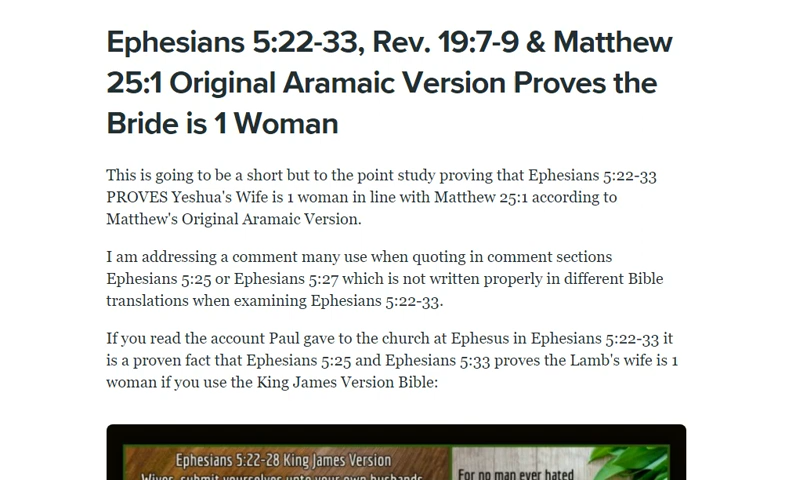 Ephesians 5:22-33, Rev. 19:7-9 & Matthew
25:1 Original Aramaic Version Proves the
Bride is 1 Woman
This is going to be a short but to the point study proving that Ephesians 5:22-33
PROVES Yeshua's Wife is 1 woman in line with Matthew 25:1 according to
Matthew's Original Aramaic Version.
I am addressing a comment many use when quoting in comment sections
Ephesians 5:25 or Ephesians 5:27 which is not written properly in different Bible
translations when examining Ephesians 5:22-33.
If you read the account Paul gave to the church at Ephesus in Ephesians 5:22-33 it
is a proven fact that Ephesians 5:25 and Ephesians 5:33 proves the Lamb's wife is 1
woman if you use the King James Version Bible:
Ephesians 5:22-28 King James Version
Wives, submit yourselves unto your own husbands
For no man ever hated